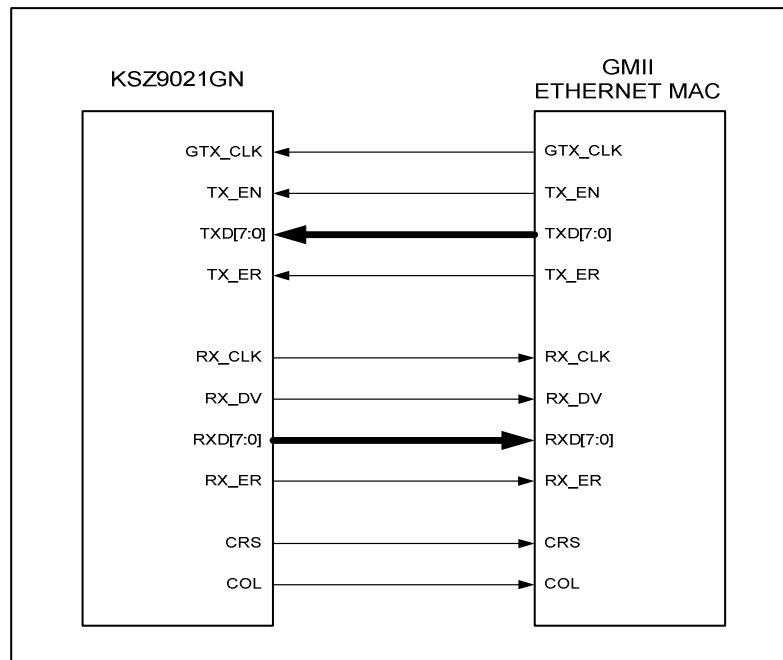 KSZ9021GN
GMII
ETHERNET MAC
GTX_CLK GTX_CLK
TX_EN TX_EN
TXD[7:0] TXD[7:0]
TX_ER TX_ER
RX_CLK RX_CLK
RX_DV RX_DV
RXD[7:0] RXD[7:0]
RX_ER RX_ER
CRS CRS
COL COL